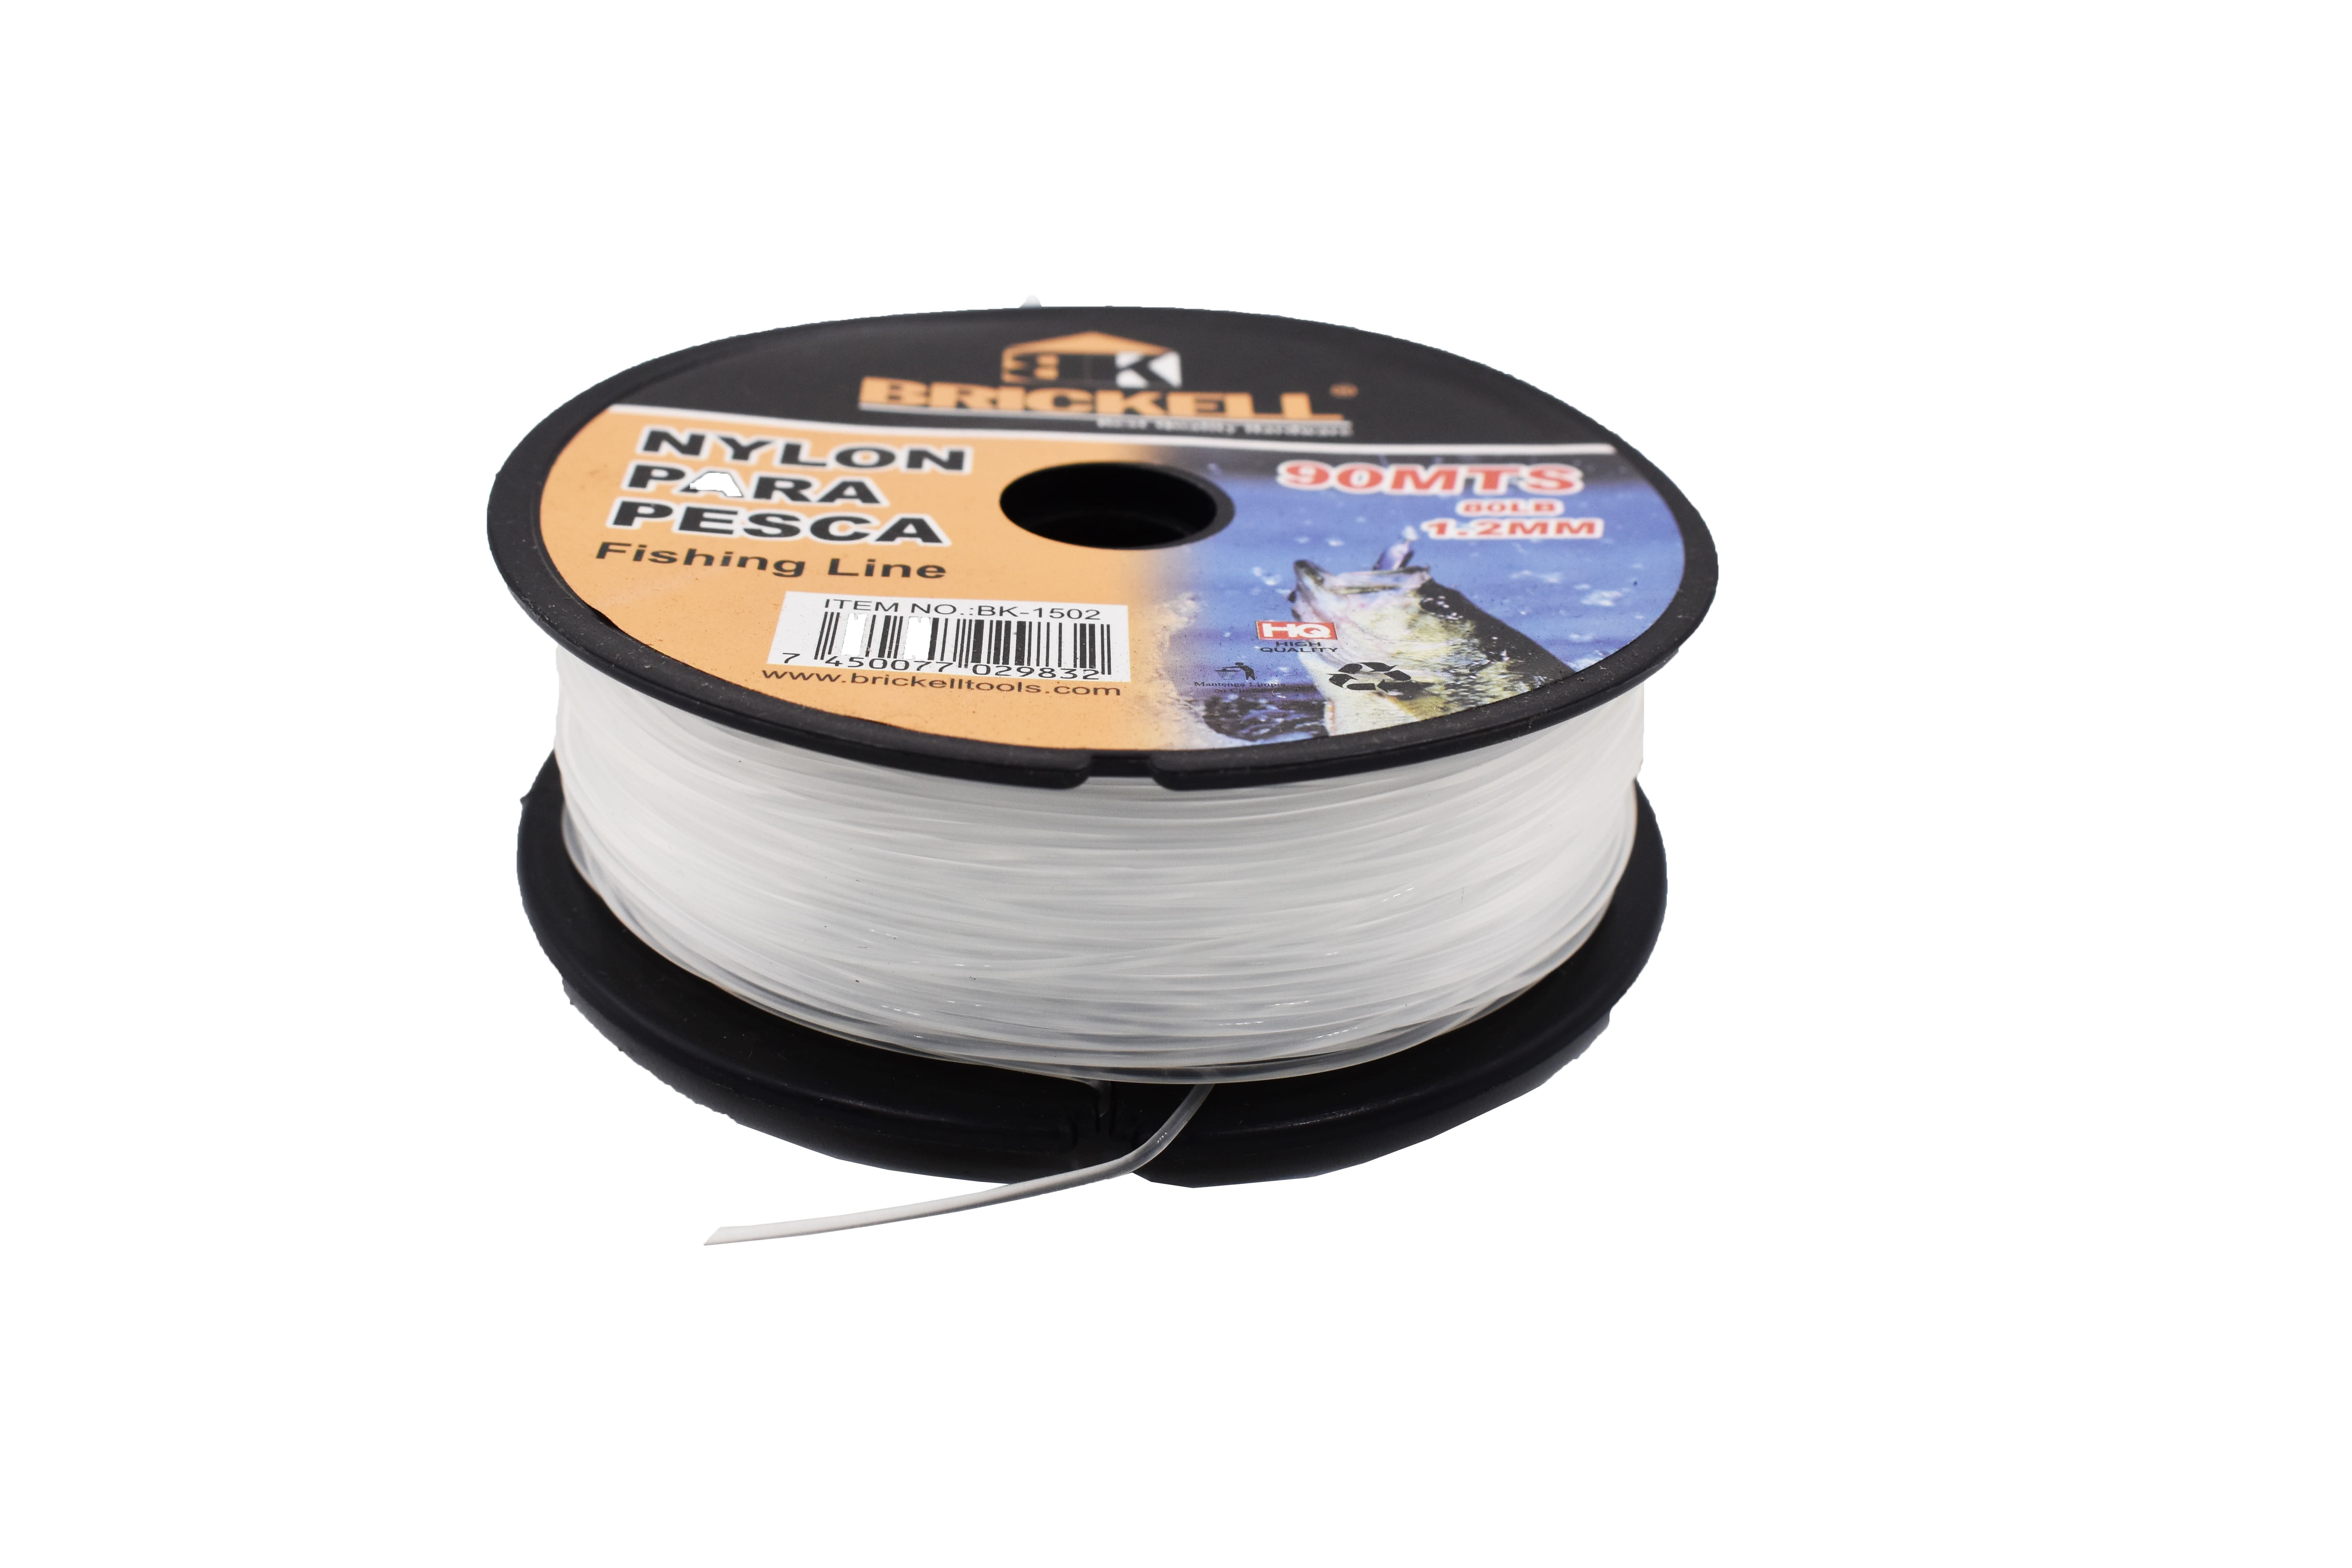 BK
BRICKELL®
Best Quality Hardware
NYLON
PARA
PESCA
Fishing Line
90MTS
80LB
1.2MM
ITEM NO.:BK-1502
7 450077 029832
www.brickelltools.com
HQ
HIGH
QUALITY
Mantenga Limpio